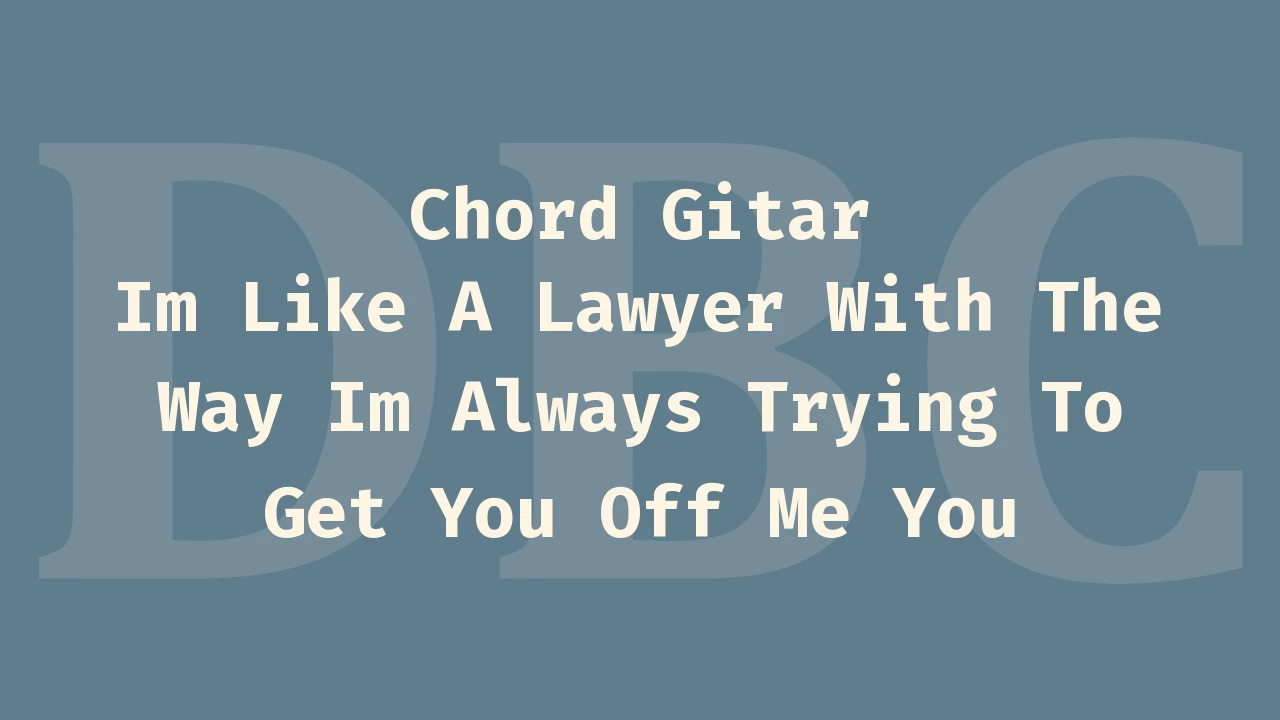 DBC
Chord Gitar
Im Like A Lawyer With The
Way Im Always Trying To
Get You Off Me You